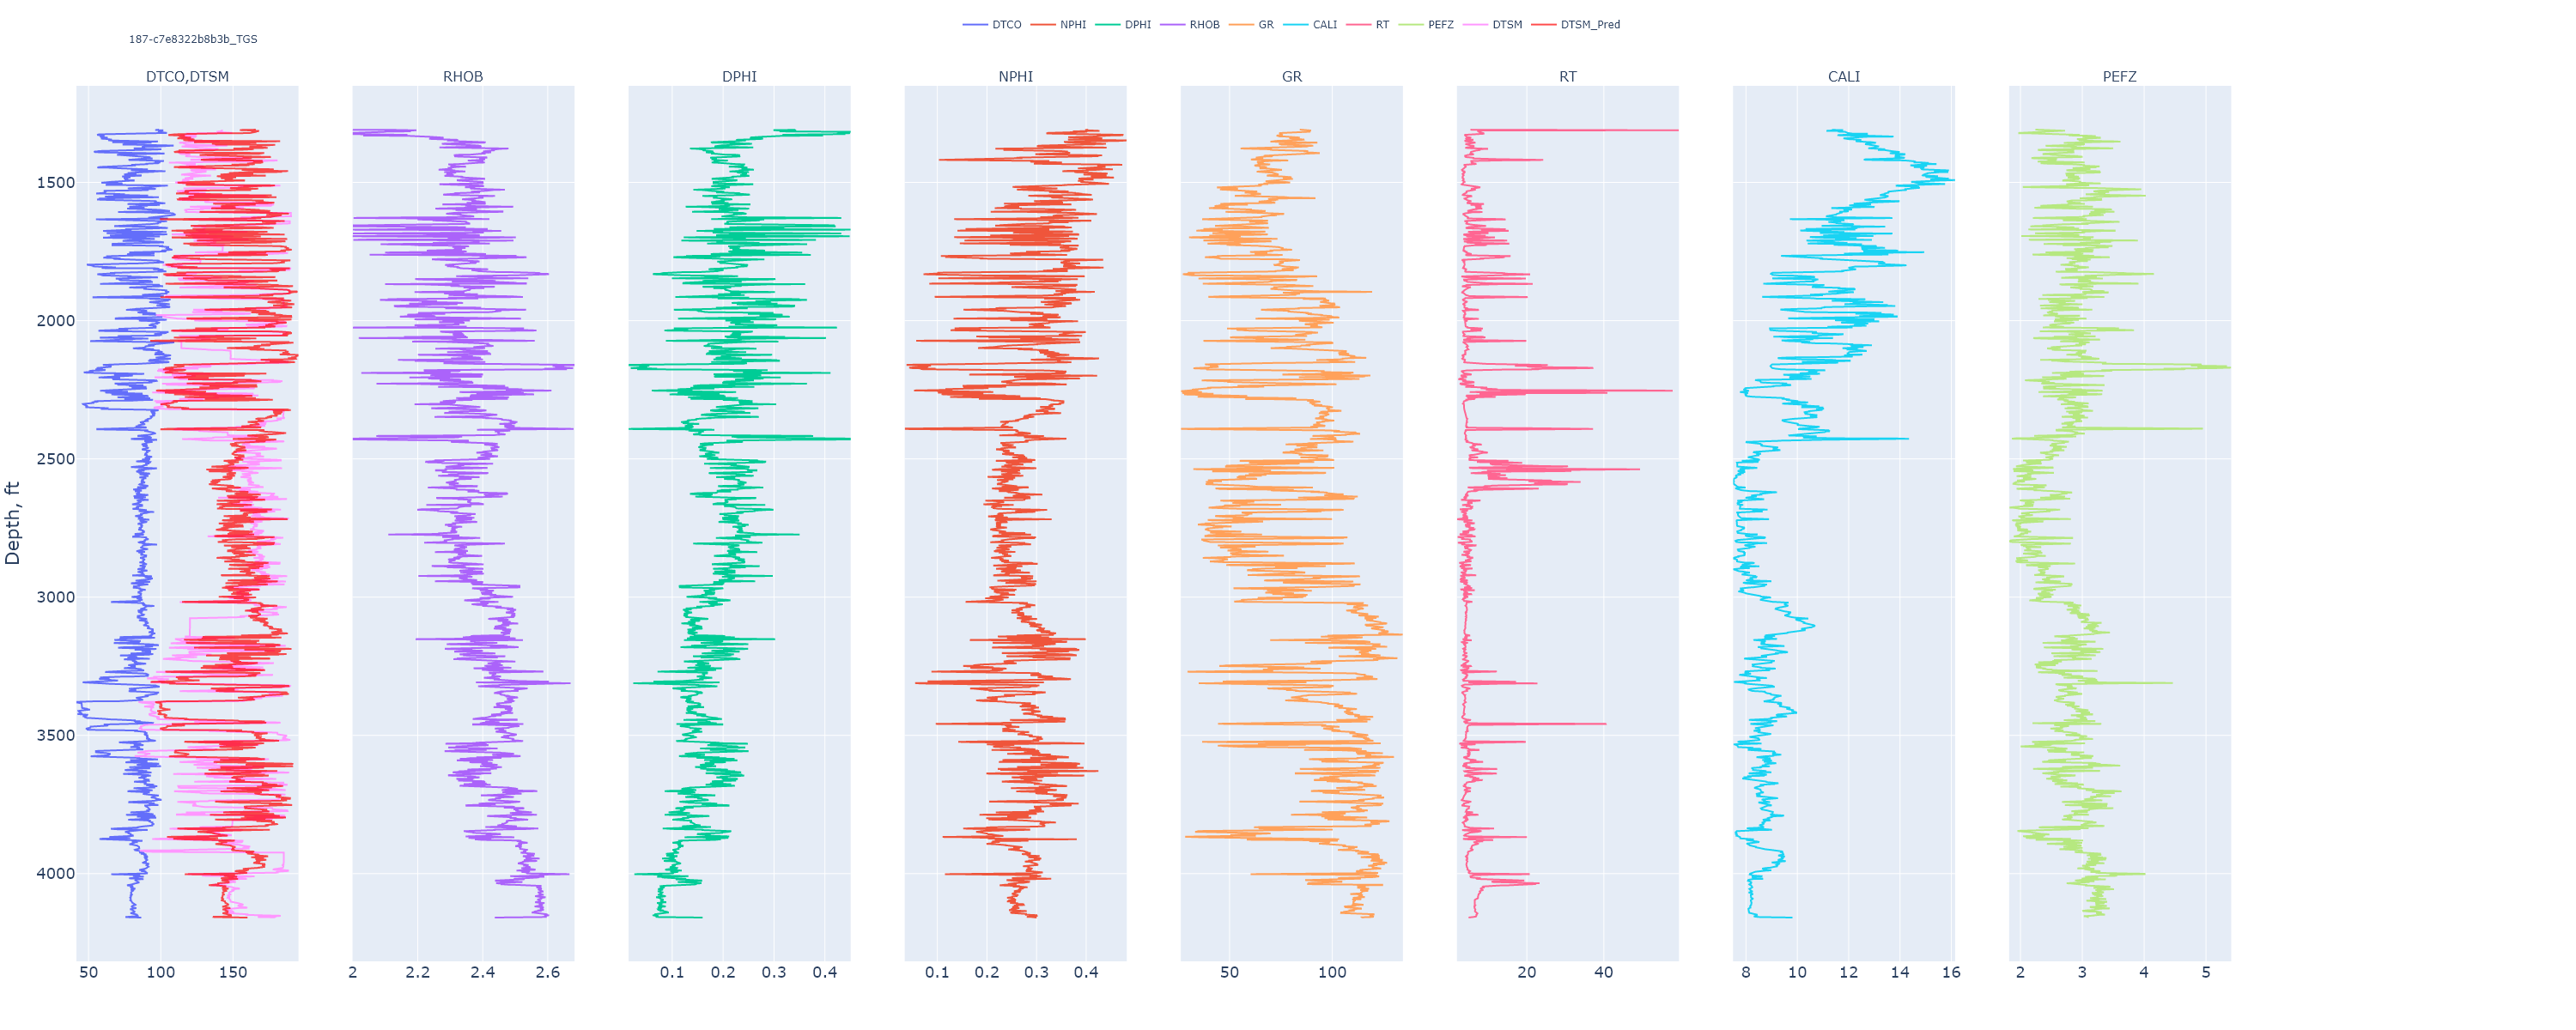 DTCO NPHI DPHI RHOB GR CALI RT PEFZ DTSM DTSM_Pred
187-c7e8322b8b3b_TGS
DTCO,DTSM RHOB DPHI NPHI GR RT CALI PEFZ
1500
2000
2500
Depth, ft
3000
3500
4000
50 100 150 2 2.2 2.4 2.6 0.1 0.2 0.3 0.4 0.1 0.2 0.3 0.4 50 100 20 40 8 10 12 14 16 2 3 4 5